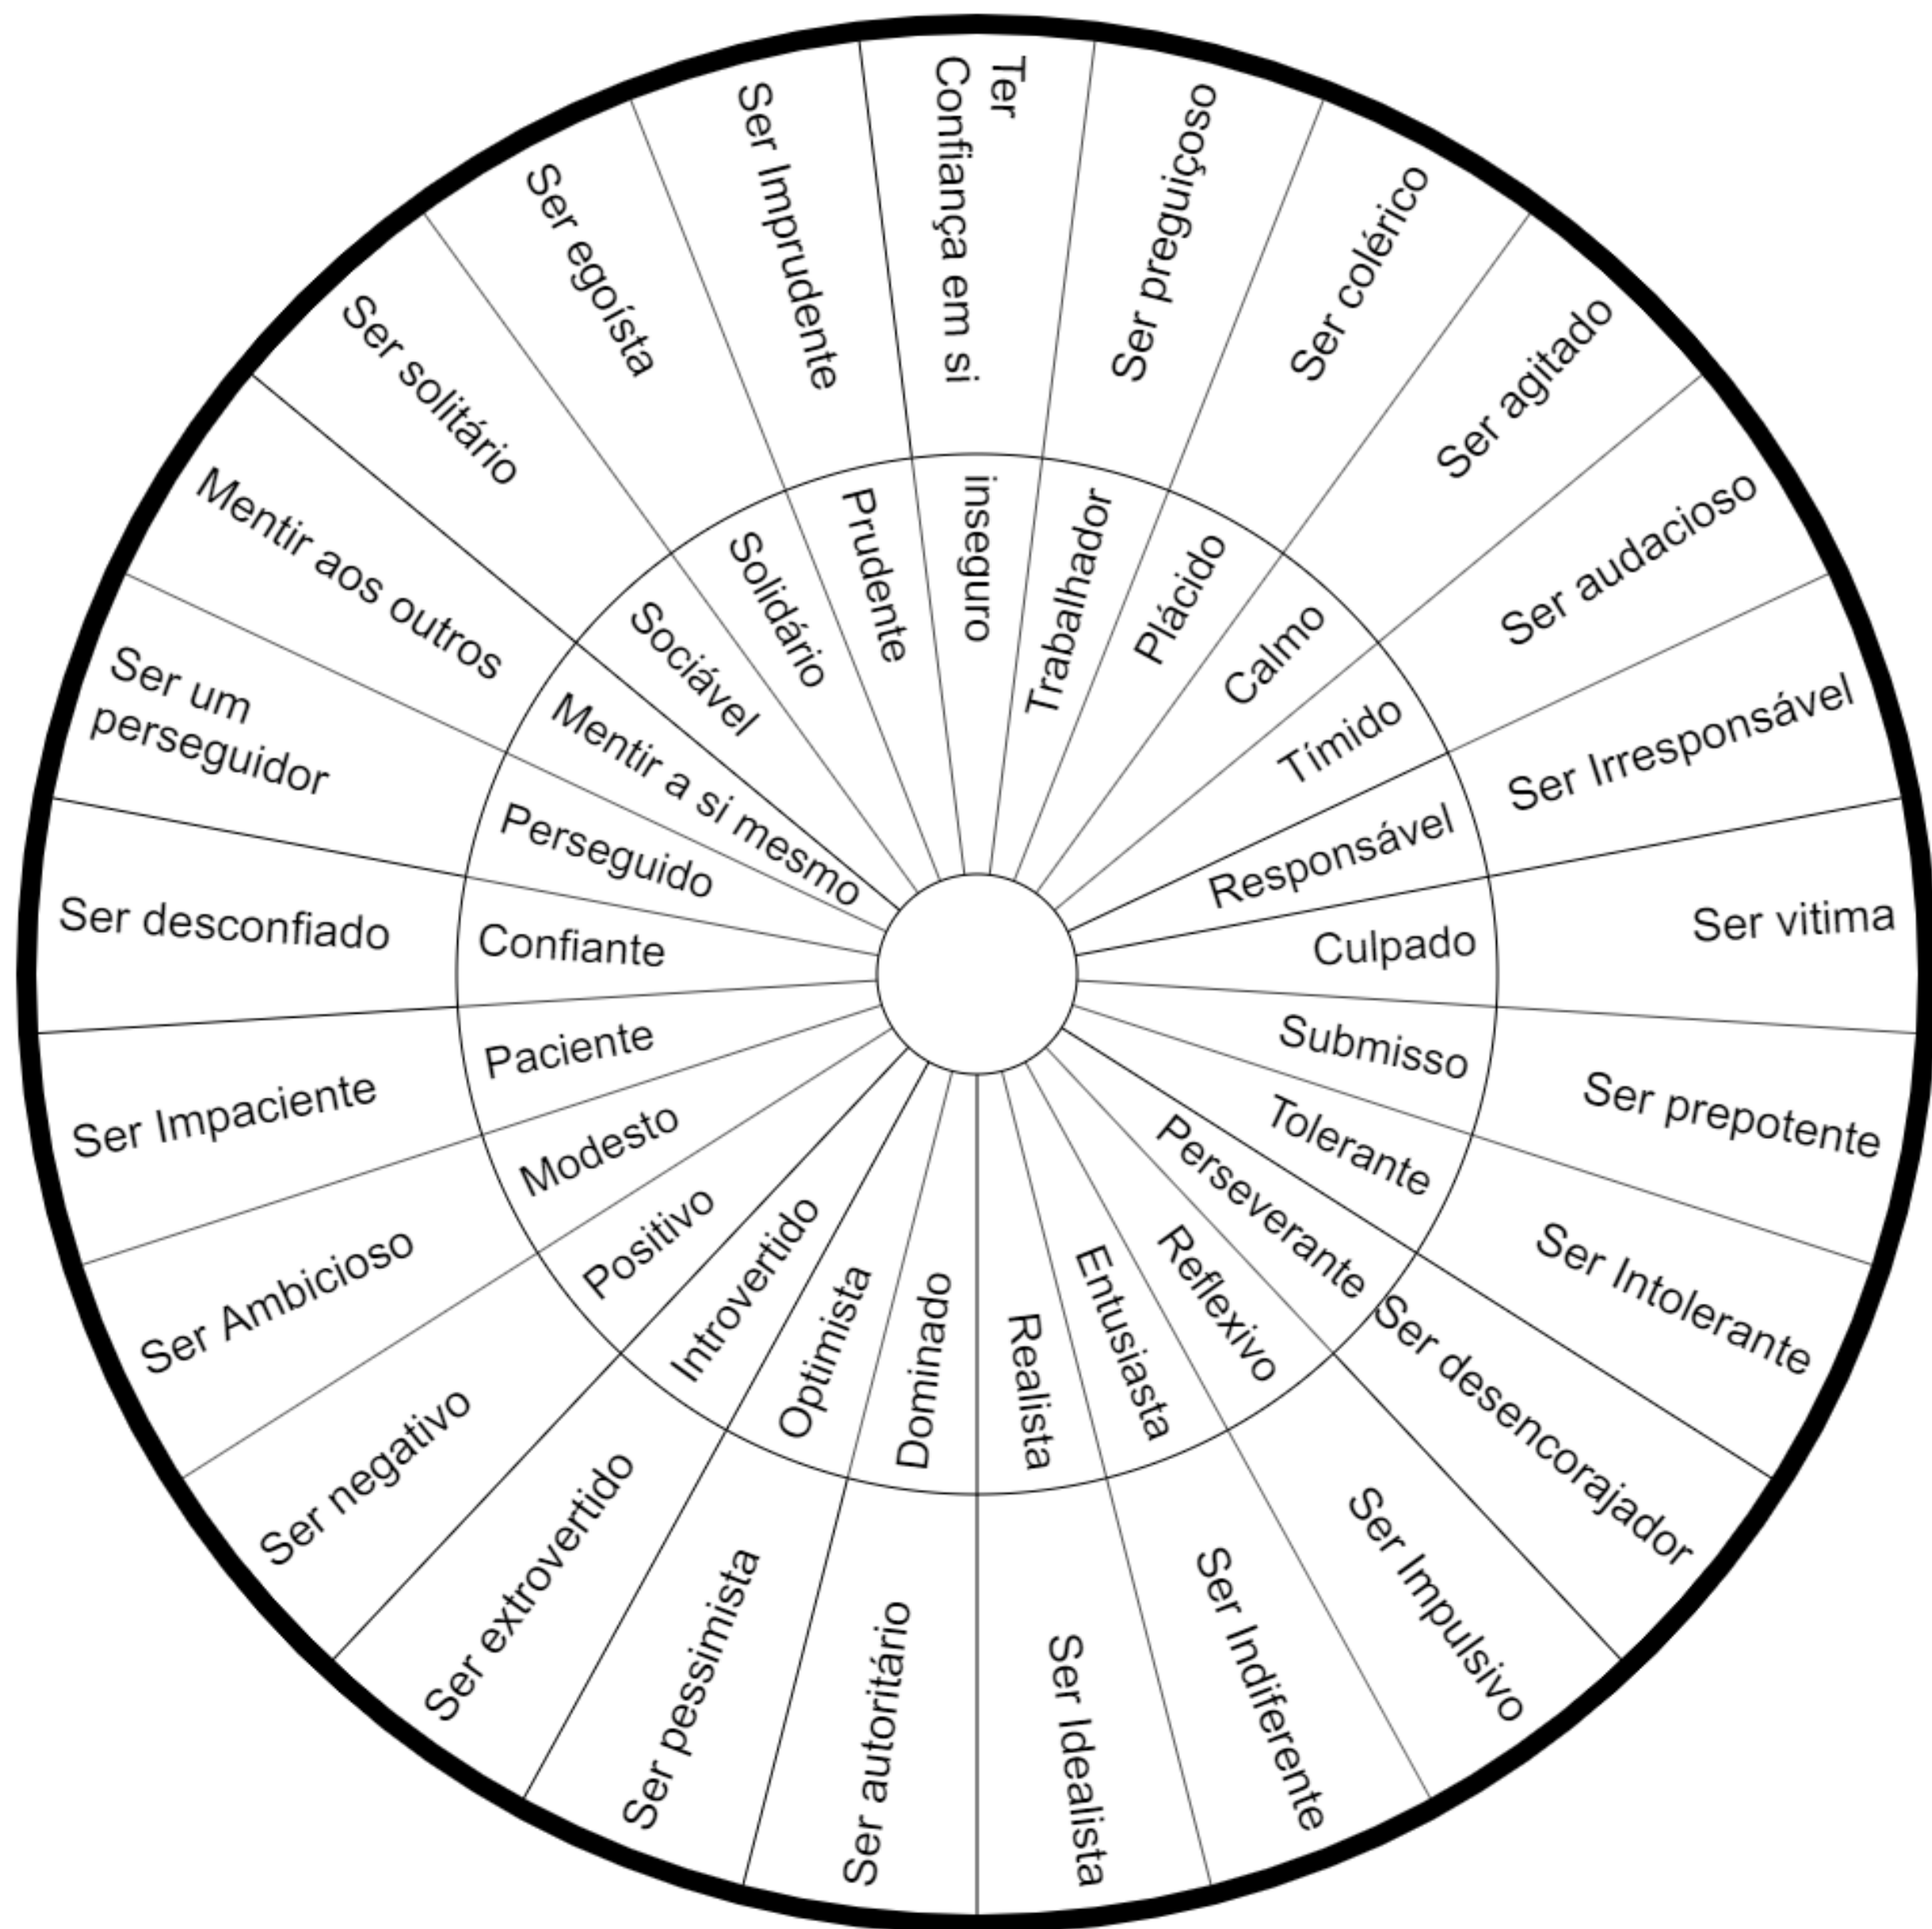 Ter
Confiança em si
Ser preguiçoso
Ser colérico
Ser agitado
Ser audacioso
Ser Irresponsável
Ser vitima
Ser prepotente
Ser Intolerante
Ser desencorajador
Ser Impulsivo
Ser Indiferente
Ser Idealista
Ser autoritário
Ser pessimista
Ser extrovertido
Ser negativo
Ser Ambicioso
Ser Impaciente
Ser desconfiado
Ser um
perseguidor
Mentir aos outros
Ser solitário
Ser egoísta
Ser Imprudente
inseguro
Trabalhador
Plácido
Calmo
Tímido
Responsável
Culpado
Submisso
Tolerante
Perseverante
Reflexivo
Entusiasta
Realista
Dominado
Optimista
Introvertido
Positivo
Modesto
Paciente
Confiante
Perseguido
Mentir a si mesmo
Sociável
Solidário
Prudente